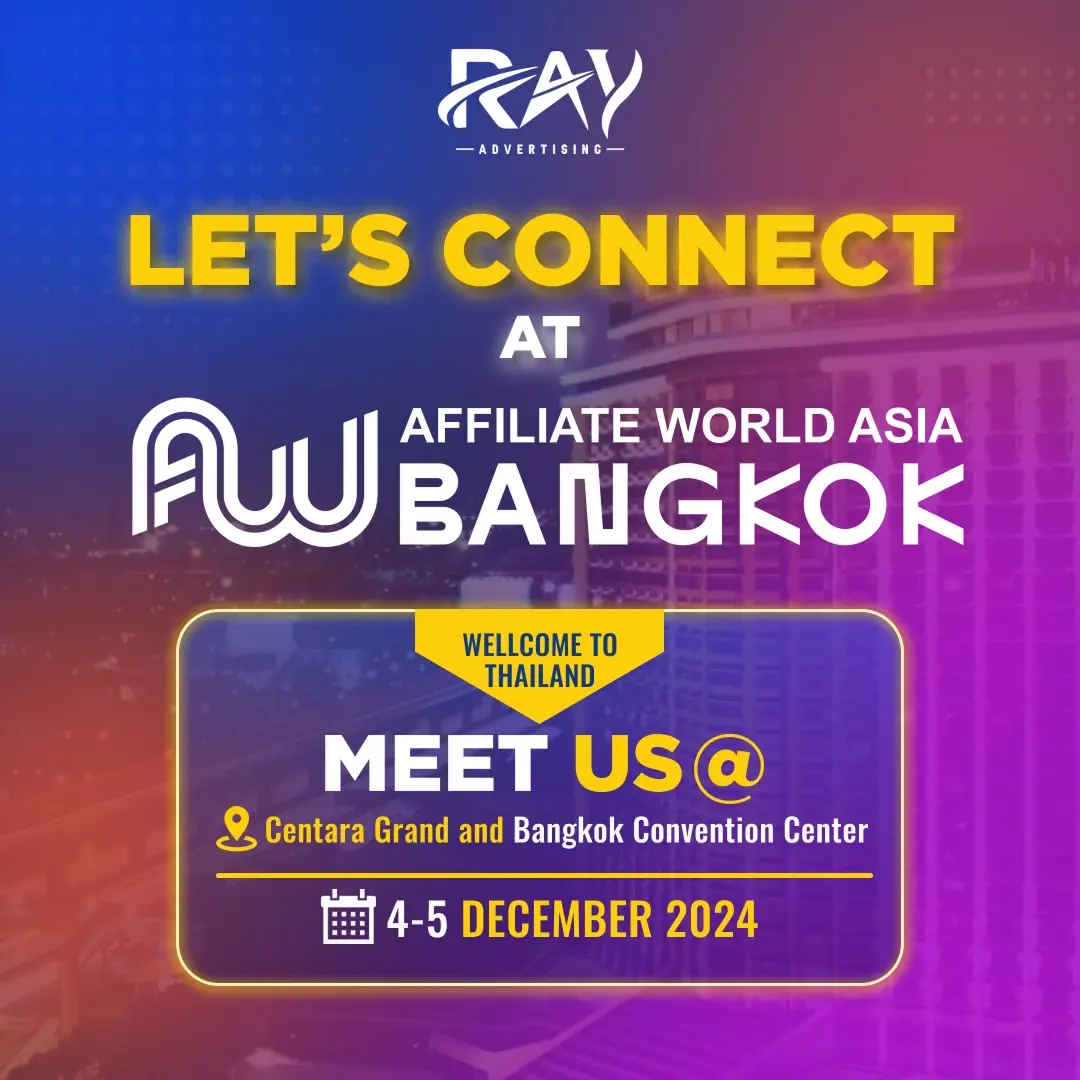 RAY
ADVERTISING
LET'S CONNECT
AT
AW AFFILIATE WORLD ASIA
BANGKOK
WELLCOME TO
THAILAND
MEET US @
Centara Grand and Bangkok Convention Center
4-5 DECEMBER 2024